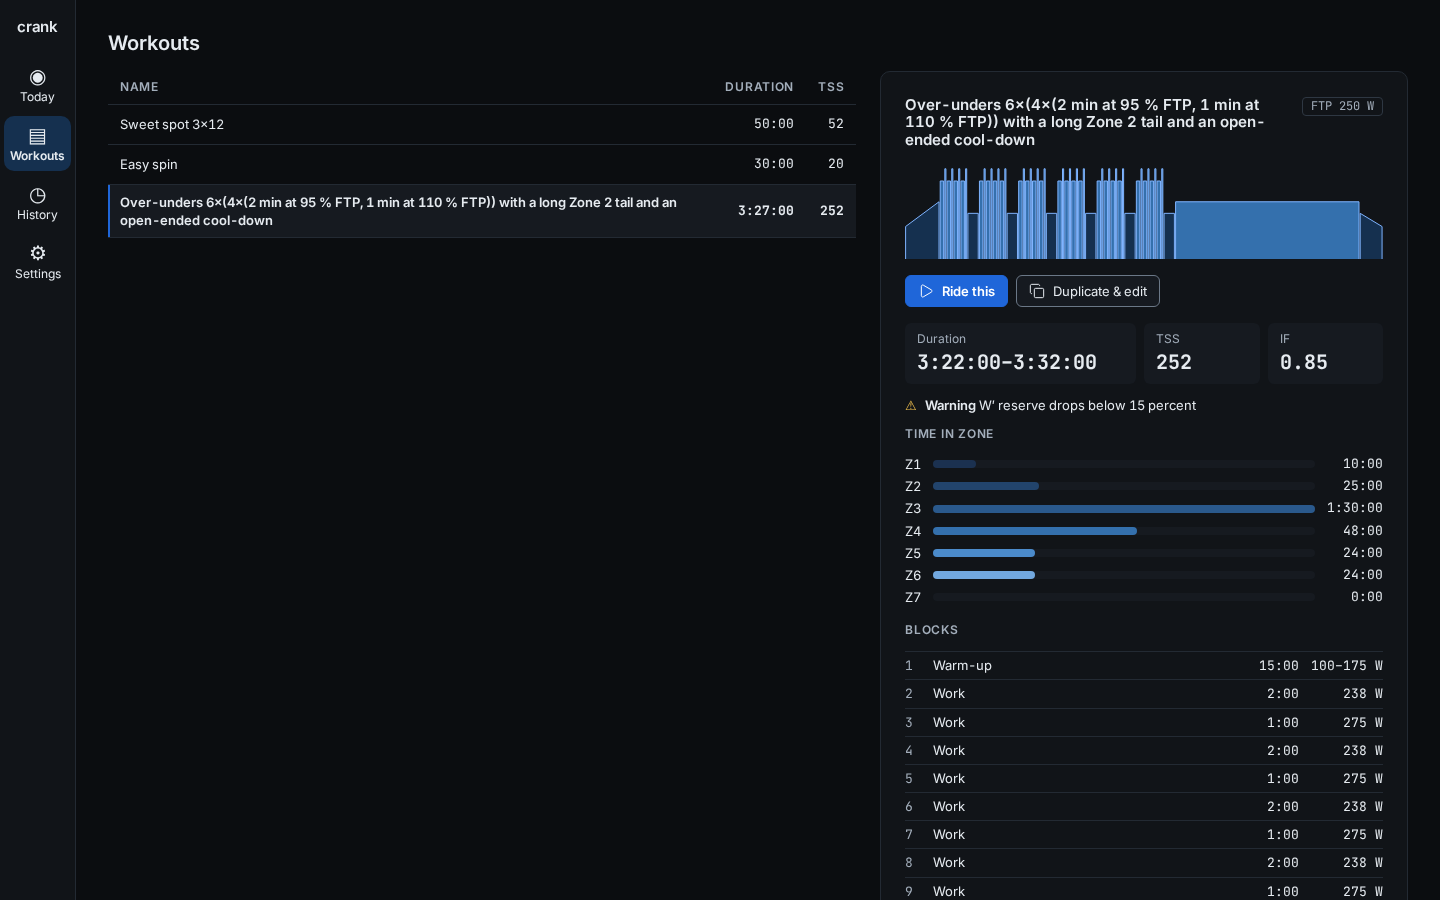 crank
Today
Workouts
History
Settings
Workouts
NAME DURATION TSS
Sweet spot 3×12 50:00 52
Easy spin 30:00 20
Over-unders 6×(4×(2 min at 95 % FTP, 1 min at 110 % FTP)) with a long Zone 2 tail and an
open-ended cool-down 3:27:00 252
Over-unders 6×(4×(2 min at 95 % FTP, 1 min at
110 % FTP)) with a long Zone 2 tail and an open-
ended cool-down
FTP 250 W
Ride this
Duplicate & edit
Duration
3:22:00–3:32:00
TSS
252
IF
0.85
⚠ Warning W′ reserve drops below 15 percent
TIME IN ZONE
Z1 10:00
Z2 25:00
Z3 1:30:00
Z4 48:00
Z5 24:00
Z6 24:00
Z7 0:00
BLOCKS
1 Warm-up 15:00 100–175 W
2 Work 2:00 238 W
3 Work 1:00 275 W
4 Work 2:00 238 W
5 Work 1:00 275 W
6 Work 2:00 238 W
7 Work 1:00 275 W
8 Work 2:00 238 W
9 Work 1:00 275 W